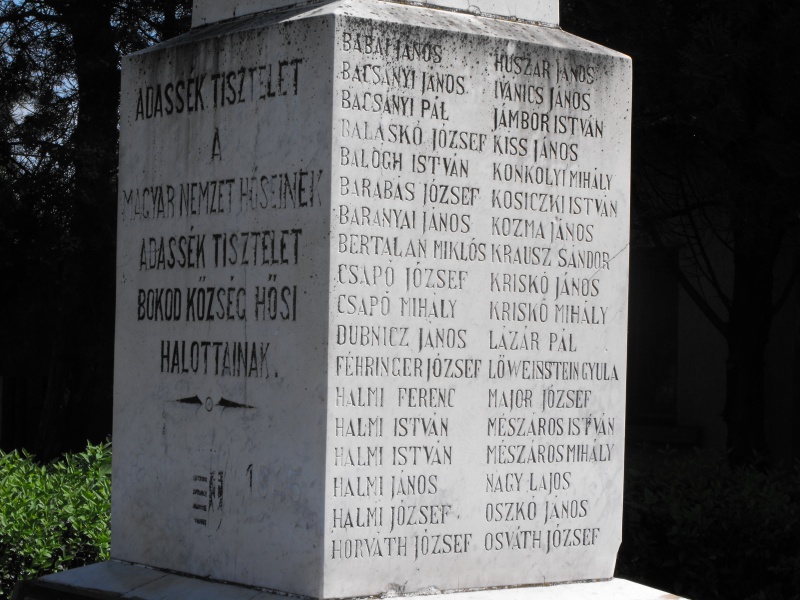 ADASSÉK TISZTELET
A
MAGYAR NEMZET HŐSEINEK
ADASSÉK TISZTELET
BOKOD KÖZSÉG HŐSI
HALOTTAINAK.
1
BABAI JÁNOS
BACSÁNYI JÁNOS
BACSÁNYI PÁL
BALASKÓ JÓZSEF
BALOGH ISTVÁN
BARABÁS JÓZSEF
BARANYAI JÁNOS
BERTALAN MIKLÓS
CSAPÓ JÓZSEF
CSAPÓ MIHÁLY
DUBNICZ JÁNOS
FÉHRINGER JÓZSEF
HALMI FERENC
HALMI ISTVÁN
HALMI ISTVÁN
HALMI JÁNOS
HALMI JÓZSEF
HORVÁTH JÓZSEF
HUSZÁR JÁNOS
IVANICS JÁNOS
JÁMBOR ISTVÁN
KISS JÁNOS
KONKOLYI MIHÁLY
KOSICZKI ISTVÁN
KOZMA JÁNOS
KRAUSZ SÁNDOR
KRISKÓ JÁNOS
KRISKÓ MIHÁLY
LÁZÁR PÁL
LŐWEINSTEIN GYULA
MAJOR JÓZSEF
MÉSZÁROS ISTVÁN
MÉSZÁROS MIHÁLY
NAGY LAJOS
OSZKÓ JÁNOS
OSVÁTH JÓZSEF